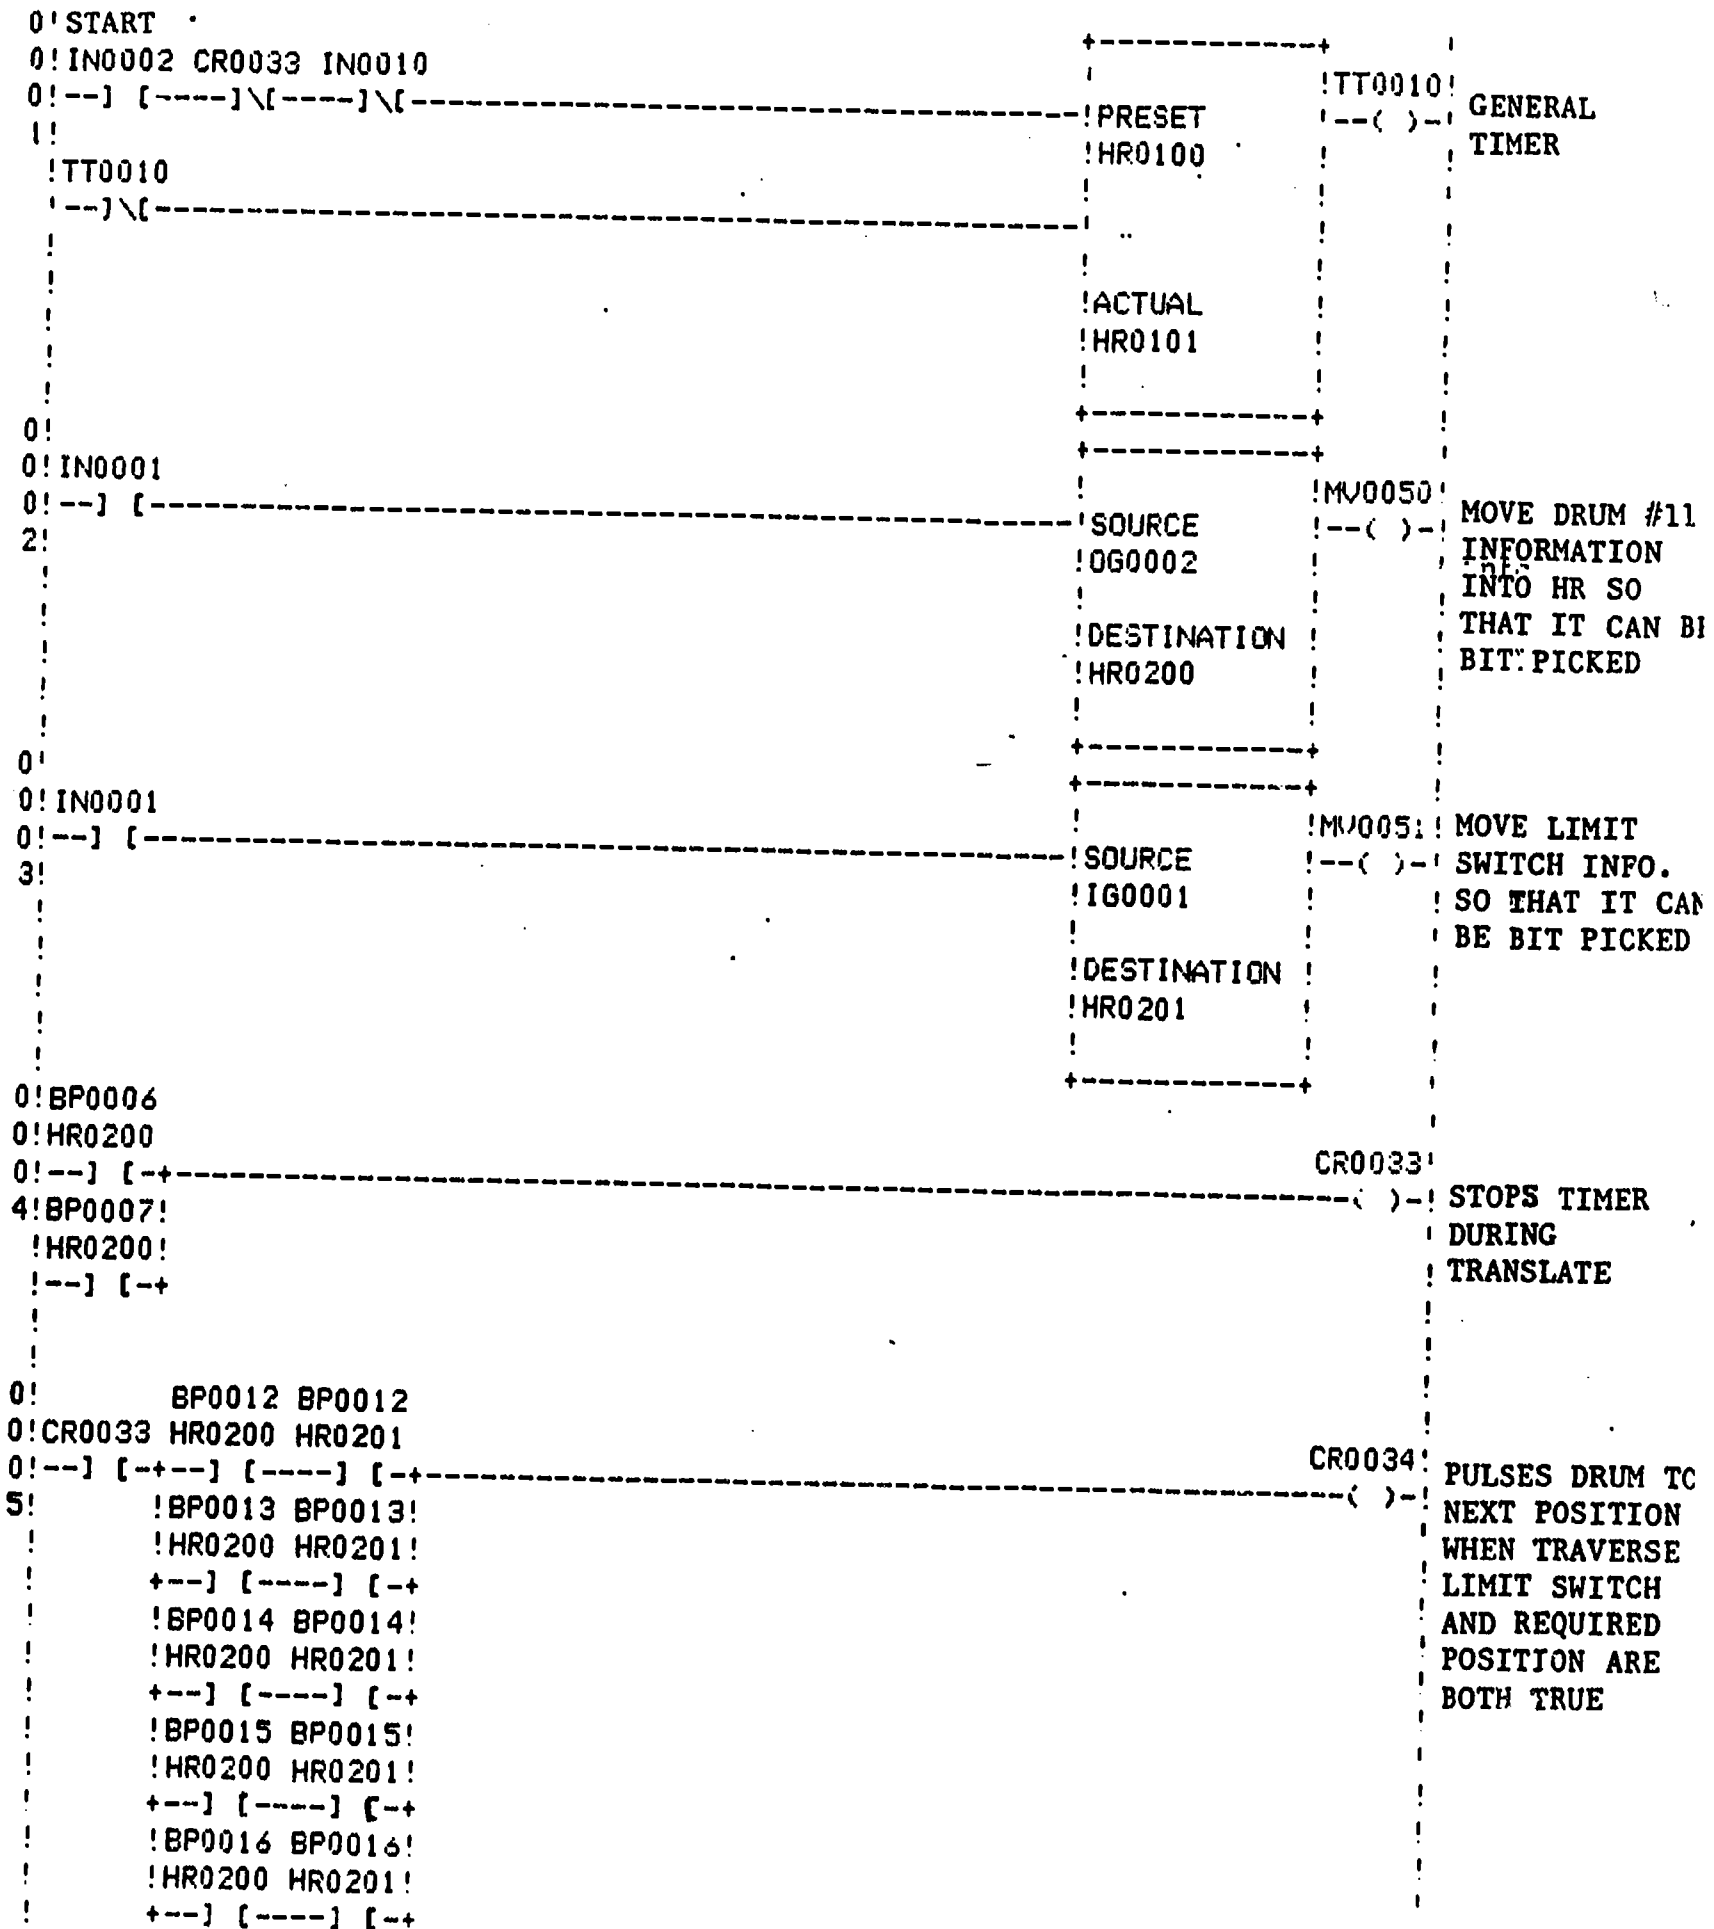 0!START
0!IN0002 CR0033 IN0010
0!--] [----]\[----]\[---!PRESET !--( )-! GENERAL
!TT0010!
1! !HR0100 TIMER
!TT0010
!--]\[---!
!ACTUAL
!HR0101
0!
0!IN0001
0!--] [---!SOURCE !--( )-! MOVE DRUM #11
!MV0050!
2! !OG0002 INFORMATION
INTO HR SO
!DESTINATION THAT IT CAN
!HR0200 BIT PICKED
0!
0!IN0001
!MV0051! MOVE LIMIT
0!--] [---!SOURCE !--( )-! SWITCH INFO.
3! !IG0001 SO THAT IT CAN
BE BIT PICKED
!DESTINATION
!HR0201
0!BP0006
0!HR0200
0!--] [-+--- CR0033!
4!BP0007! --( )-! STOPS TIMER
!HR0200! DURING
!--] [-+ TRANSLATE
0! BP0012 BP0012
0!CR0033 HR0200 HR0201
0!--] [-+--] [----] [-+--- CR0034!
--( )-! PULSES DRUM
5! !BP0013 BP0013! NEXT POSITION
!HR0200 HR0201! WHEN TRAVERSE
+--] [----] [-+ LIMIT SWITCH
!BP0014 BP0014! AND REQUIRED
!HR0200 HR0201! POSITION ARE
+--] [----] [-+ BOTH TRUE
!BP0015 BP0015!
!HR0200 HR0201!
+--] [----] [-+
!BP0016 BP0016!
!HR0200 HR0201!
+--] [----] [-+